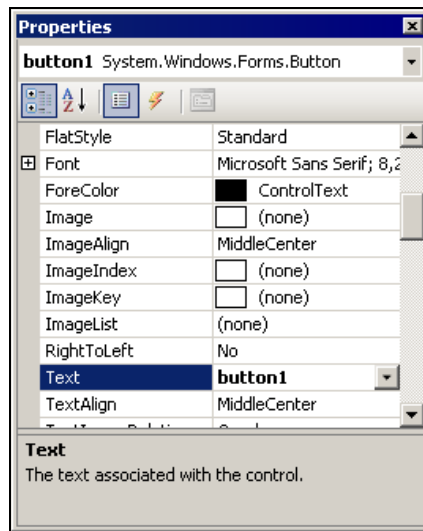 Properties
button1 System.Windows.Forms.Button
FlatStyle Standard
Font Microsoft Sans Serif; 8,2
ForeColor ControlText
Image (none)
ImageAlign MiddleCenter
ImageIndex (none)
ImageKey (none)
ImageList (none)
RightToLeft No
Text button1
TextAlign MiddleCenter
Text
The text associated with the control.